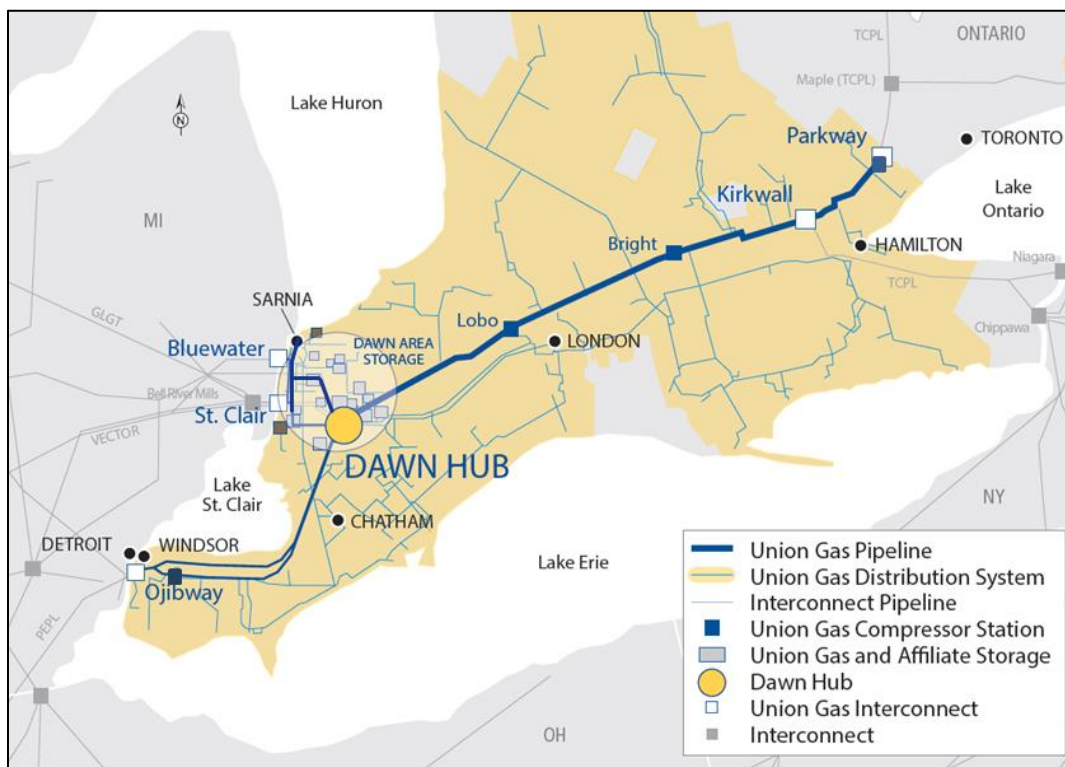 TCPL
ONTARIO
Maple (TCPL)
Lake Huron
Parkway
TORONTO
N
Kirkwall
Lake
Ontario
MI
Bright
HAMILTON
Niagara
TCPL
SARNIA
GLGT
Lobo
Chippawa
DAWN AREA
STORAGE
LONDON
Bluewater
Bell River Mills
St. Clair
VECTOR
DAWN HUB
Lake
St. Clair
NY
CHATHAM
DETROIT
WINDSOR
Lake Erie
Ojibway
PEPL
OH
Union Gas Pipeline
Union Gas Distribution System
Interconnect Pipeline
Union Gas Compressor Station
Union Gas and Affiliate Storage
Dawn Hub
Union Gas Interconnect
Interconnect